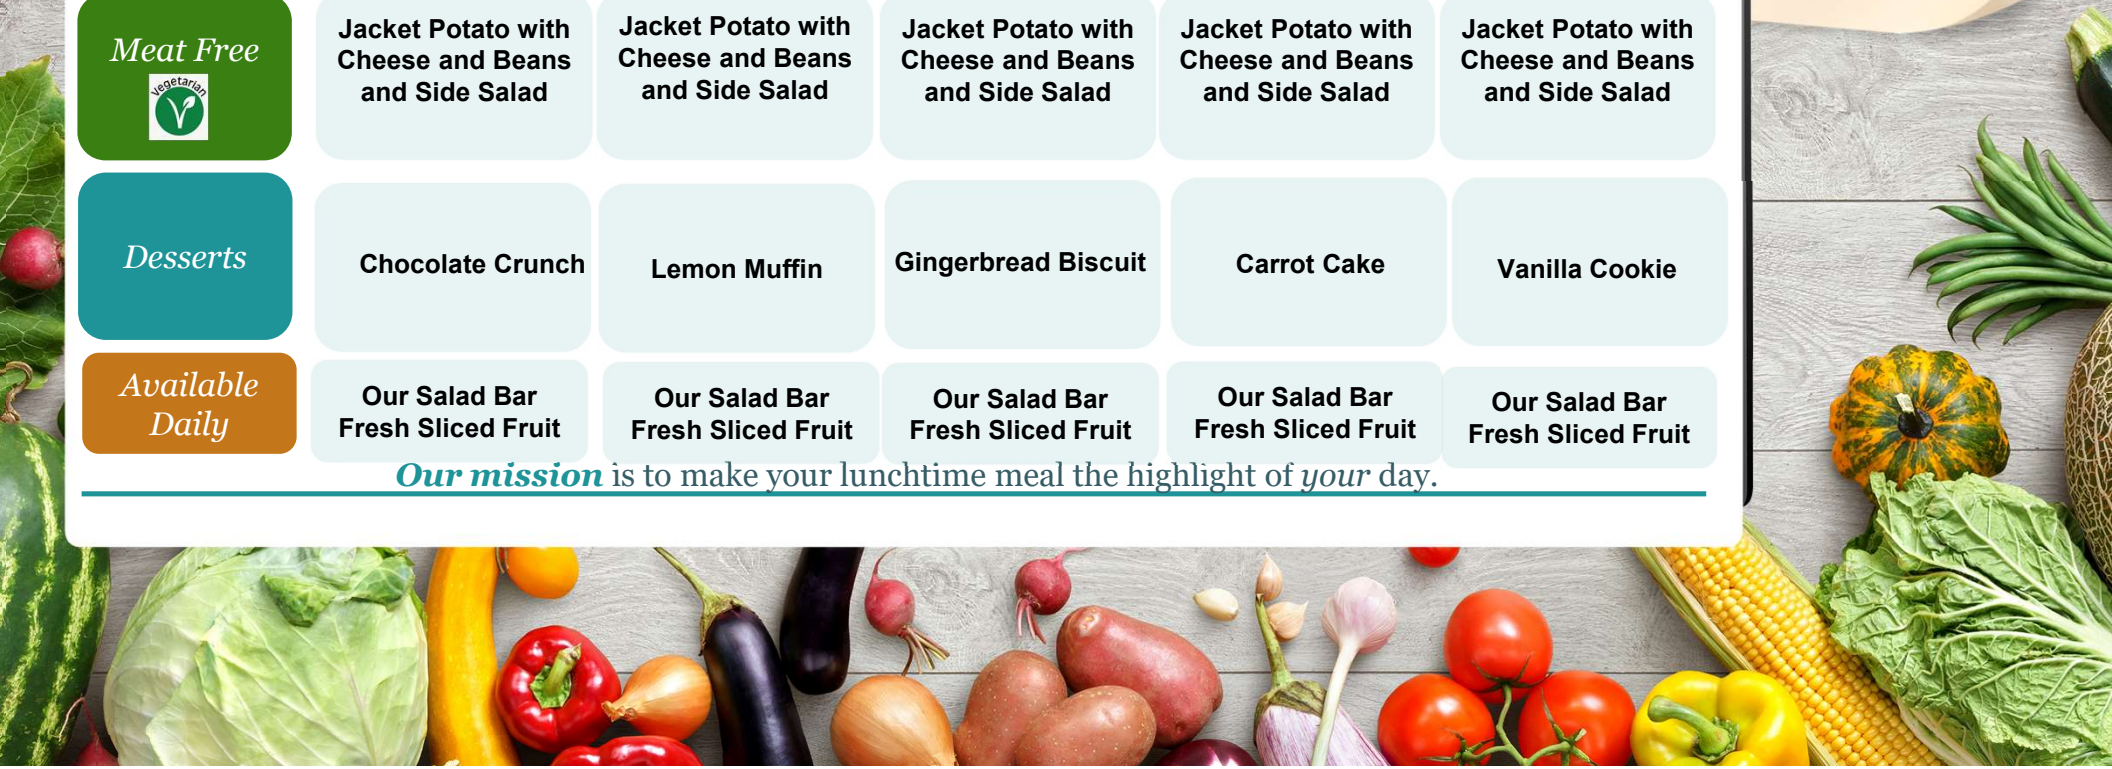 Meat Free
Vegetarian
Jacket Potato with
Cheese and Beans
and Side Salad
Jacket Potato with
Cheese and Beans
and Side Salad
Jacket Potato with
Cheese and Beans
and Side Salad
Jacket Potato with
Cheese and Beans
and Side Salad
Jacket Potato with
Cheese and Beans
and Side Salad
Desserts
Chocolate Crunch
Lemon Muffin
Gingerbread Biscuit
Carrot Cake
Vanilla Cookie
Available
Daily
Our Salad Bar
Fresh Sliced Fruit
Our Salad Bar
Fresh Sliced Fruit
Our Salad Bar
Fresh Sliced Fruit
Our Salad Bar
Fresh Sliced Fruit
Our Salad Bar
Fresh Sliced Fruit
Our mission is to make your lunchtime meal the highlight of your day.